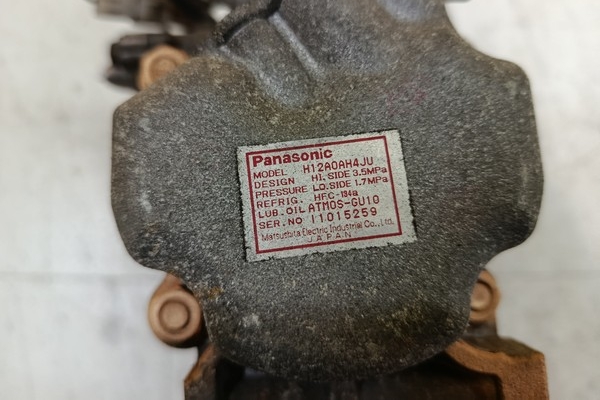 Panasonic
MODEL H12A0AH4JU
DESIGN HI. SIDE 3.5MPa
PRESSURE LO. SIDE 1.7MPa
REFRIG. HFC-134a
LUB. OIL ATMOS-GU10
SER. NO 11015259
Matsushita Electric Industrial Co., Ltd.
JAPAN